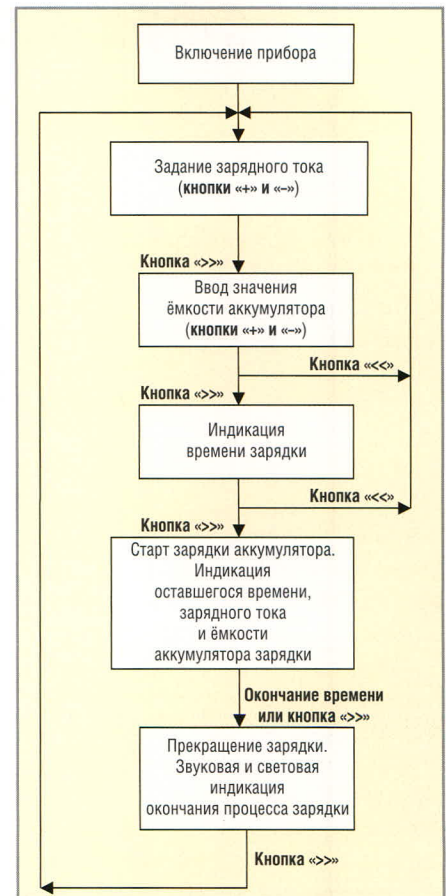 Включение прибора
Задание зарядного тока
(кнопки «+» и «–»)
Кнопка «>>»
Ввод значения
ёмкости аккумулятора
(кнопки «+» и «–»)
Кнопка «<<»
Кнопка «>>»
Индикация
времени зарядки
Кнопка «<<»
Кнопка «>>»
Старт зарядки аккумулятора.
Индикация
оставшегося времени,
зарядного тока
и ёмкости
аккумулятора зарядки
Окончание времени
или кнопка «>>»
Прекращение зарядки.
Звуковая и световая
индикация
окончания процесса зарядки
Кнопка «>>»